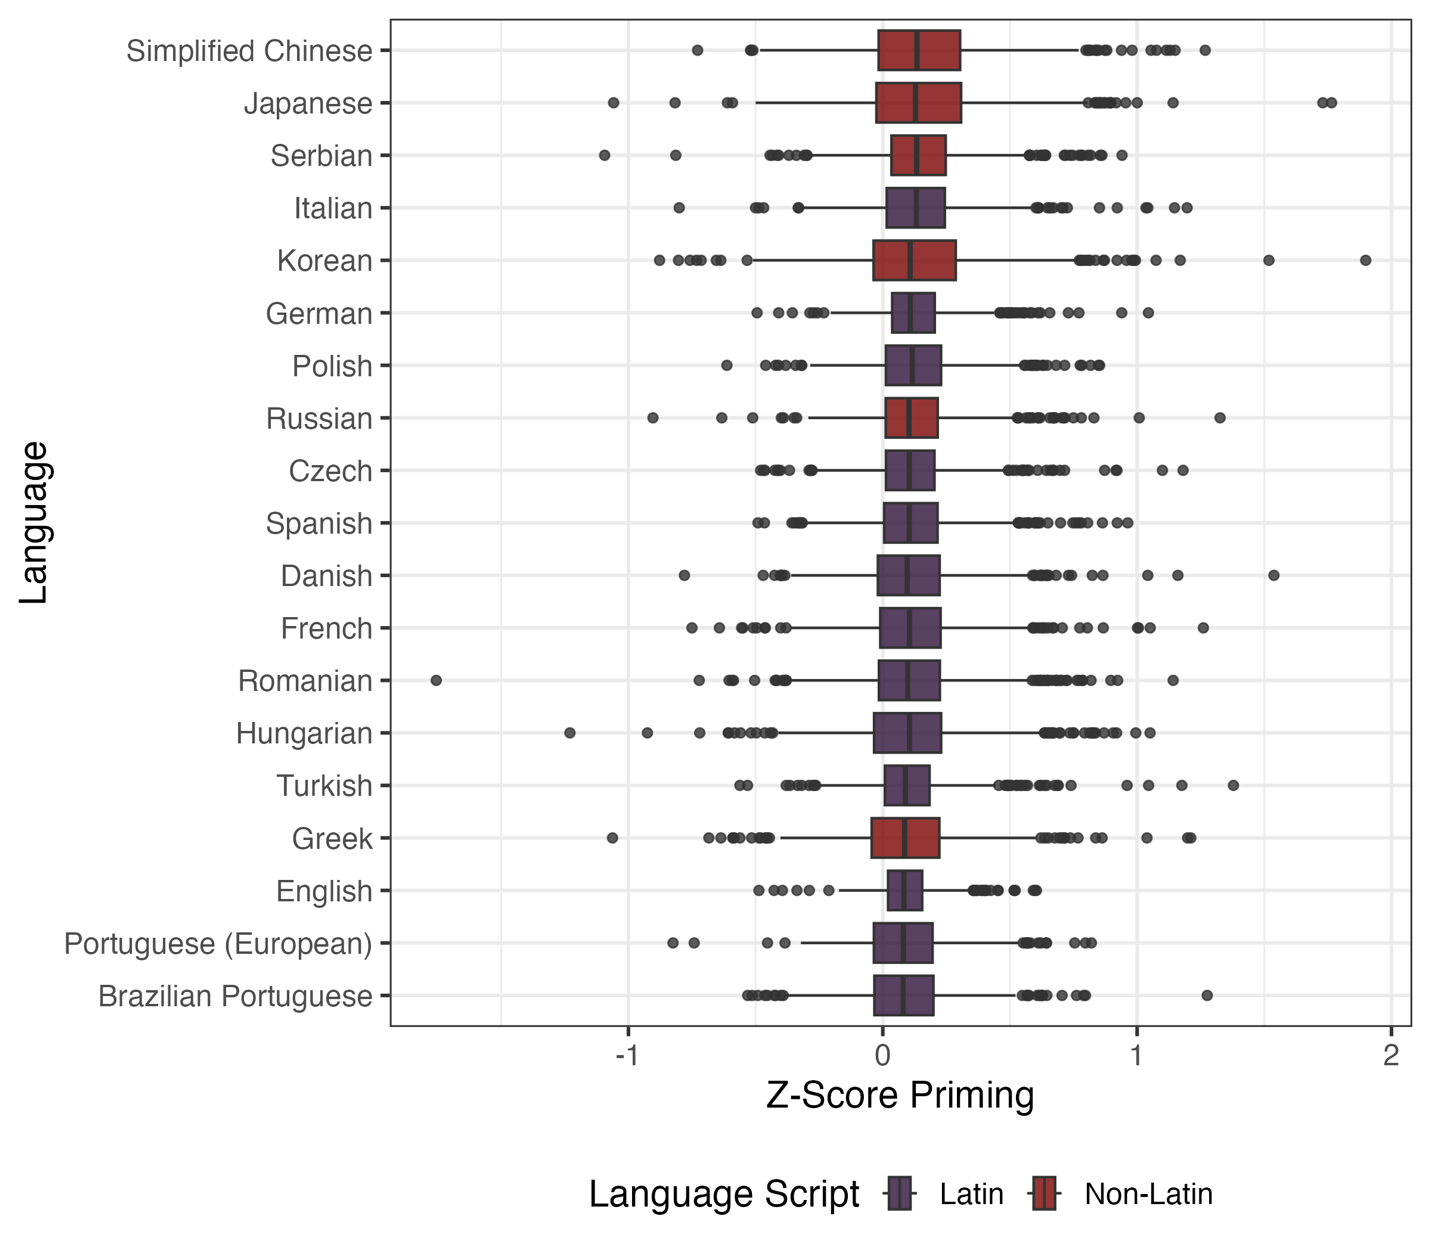 Language
Simplified Chinese
Japanese
Serbian
Italian
Korean
German
Polish
Russian
Czech
Spanish
Danish
French
Romanian
Hungarian
Turkish
Greek
English
Portuguese (European)
Brazilian Portuguese
-1 0 1 2
Z-Score Priming
Language Script Latin Non-Latin